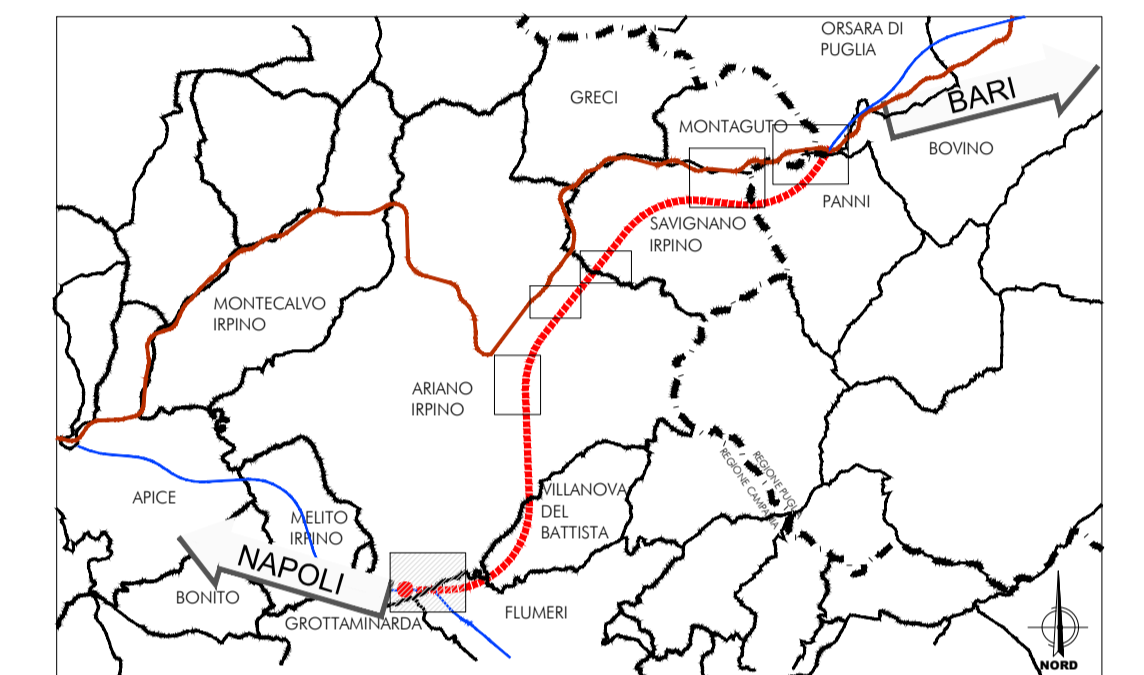 ORSARA DI
PUGLIA
GRECI
BARI
MONTAGUTO
BOVINO
PANNI
SAVIGNANO
IRPINO
MONTECALVO
IRPINO
ARIANO
IRPINO
REGIONE PUGL
REGIONE CAMPANIA
APICE
VILLANOVA
DEL
BATTISTA
MELITO
IRPINO
NAPOLI
BONITO
GROTTAMINARDA
FLUMERI
NORD